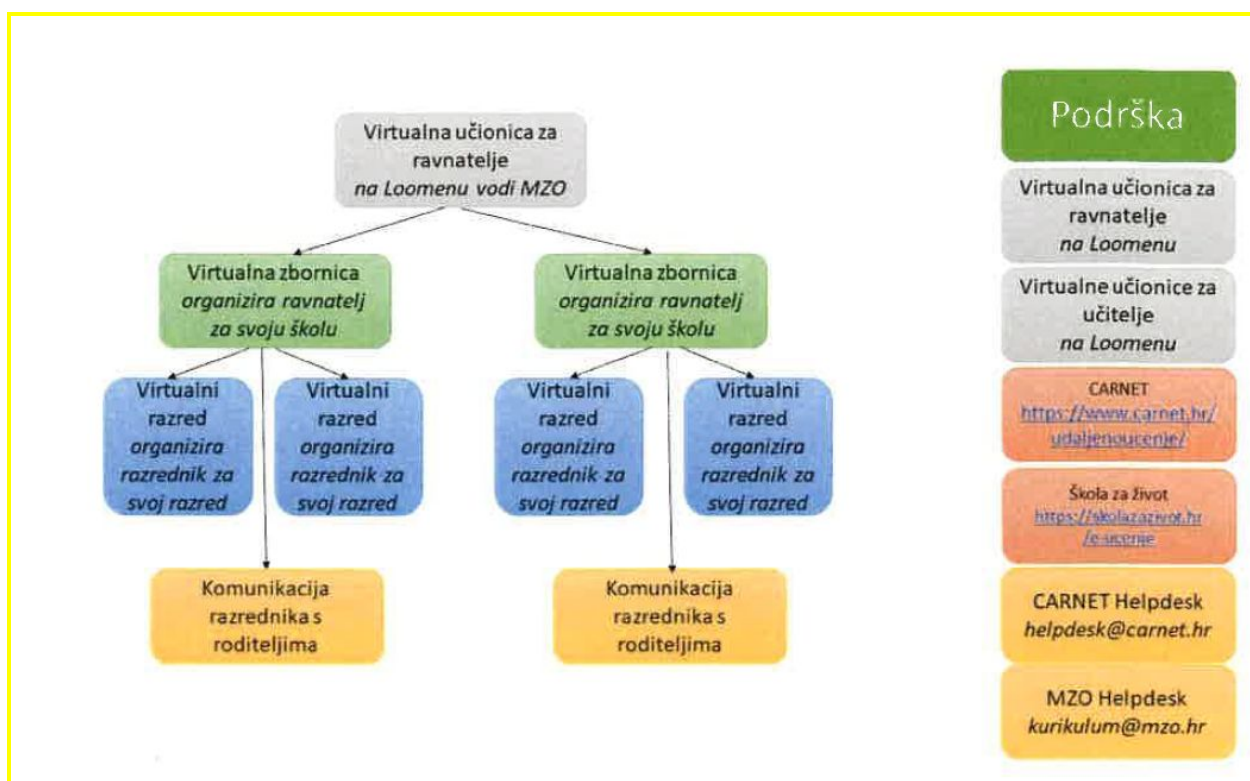 Virtualna učionica za
ravnatelje
na Loomenu vodi MZO
Virtualna zbornica
organizira ravnatelj
za svoju školu
Virtualna zbornica
organizira ravnatelj
za svoju školu
Virtualni
razred
organizira
razrednik za
svoj razred
Virtualni
razred
organizira
razrednik za
svoj razred
Virtualni
razred
organizira
razrednik za
svoj razred
Virtualni
razred
organizira
razrednik za
svoj razred
Komunikacija
razrednika s
roditeljima
Komunikacija
razrednika s
roditeljima
Podrška
Virtualna učionica za
ravnatelje
na Loomenu
Virtualne učionice za
učitelje
na Loomenu
CARNET
https://www.carnet.hr/
udaljenoucenje/
Škola za život
https://skolazazivot.hr
/e-ucenje
CARNET Helpdesk
helpdesk@carnet.hr
MZO Helpdesk
kurikulum@mzo.hr